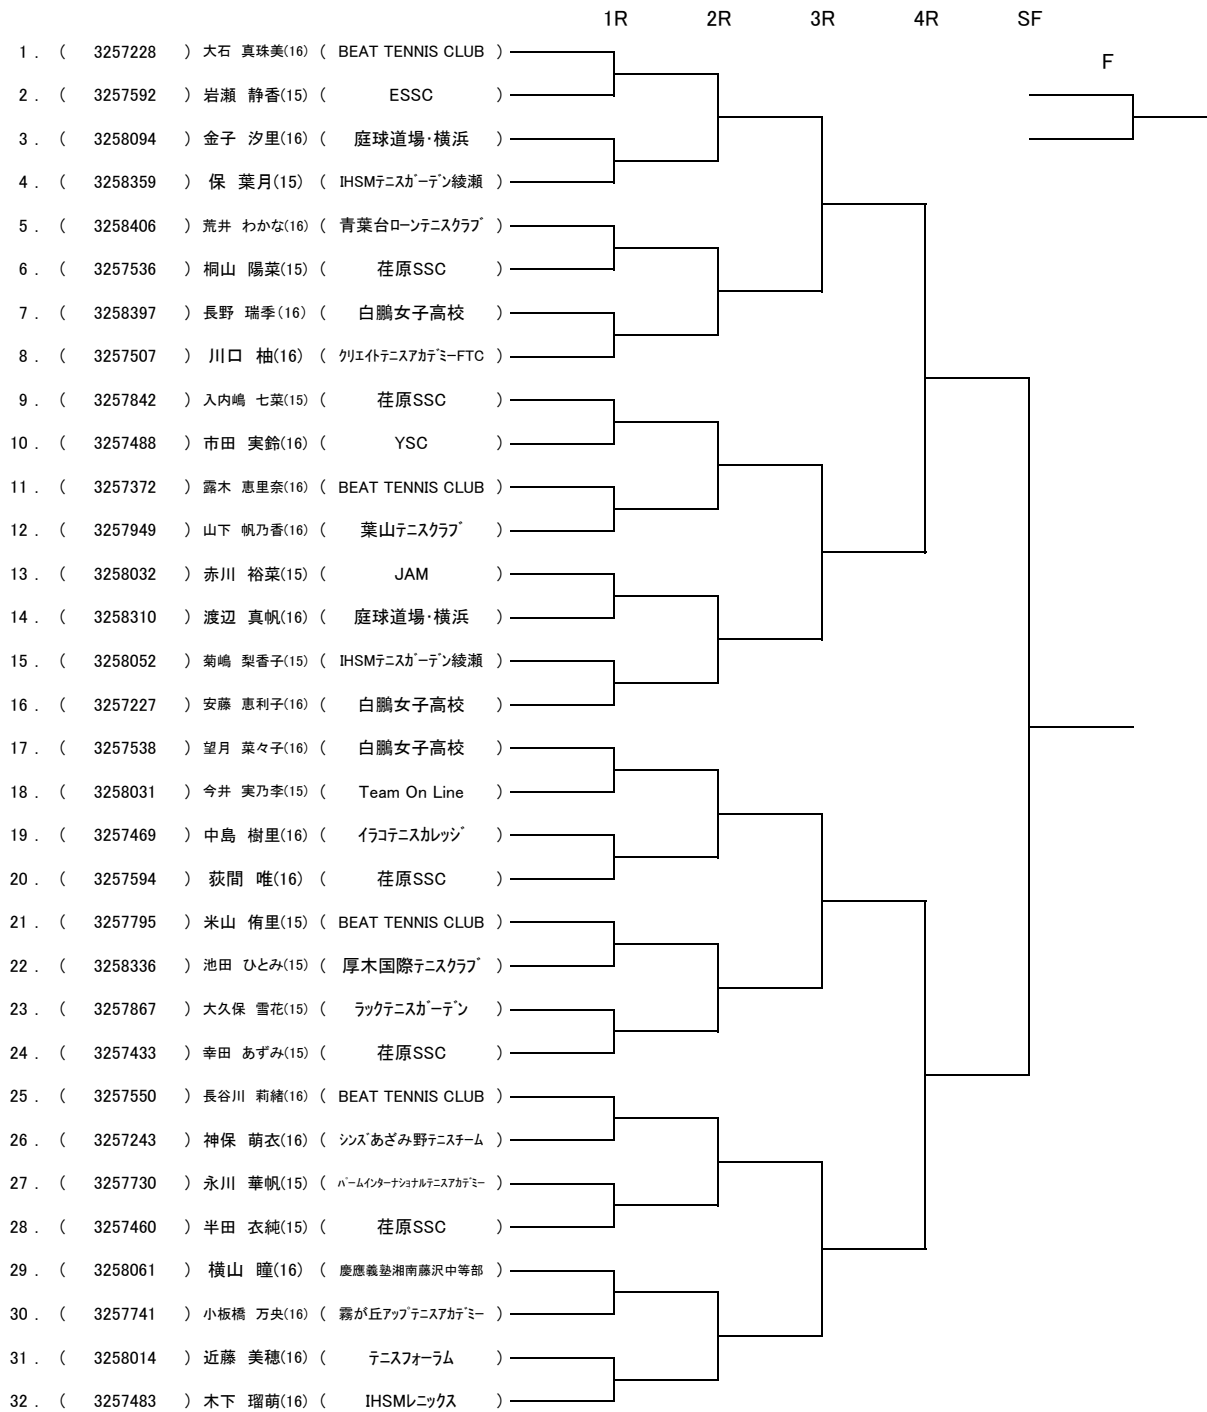 1R 2R 3R 4R SF
F
1. ( 3257228 ) 大石 真珠美(16) ( BEAT TENNIS CLUB )
2. ( 3257592 ) 岩瀬 静香(15) ( ESSC )
3. ( 3258094 ) 金子 汐里(16) ( 庭球道場・横浜 )
4. ( 3258359 ) 保 葉月(15) ( IHSMテニスガーデン綾瀬 )
5. ( 3258406 ) 荒井 わかな(16) ( 青葉台ローンテニスクラブ )
6. ( 3257536 ) 桐山 陽菜(15) ( 荏原SSC )
7. ( 3258397 ) 長野 瑞季(16) ( 白鵬女子高校 )
8. ( 3257507 ) 川口 柚(16) ( クリエイトテニスアカデミーFTC )
9. ( 3257842 ) 入内嶋 七菜(15) ( 荏原SSC )
10. ( 3257488 ) 市田 実鈴(16) ( YSC )
11. ( 3257372 ) 露木 恵里奈(16) ( BEAT TENNIS CLUB )
12. ( 3257949 ) 山下 帆乃香(16) ( 葉山テニスクラブ )
13. ( 3258032 ) 赤川 裕菜(15) ( JAM )
14. ( 3258310 ) 渡辺 真帆(16) ( 庭球道場・横浜 )
15. ( 3258052 ) 菊嶋 梨香子(15) ( IHSMテニスガーデン綾瀬 )
16. ( 3257227 ) 安藤 恵利子(16) ( 白鵬女子高校 )
17. ( 3257538 ) 望月 菜々子(16) ( 白鵬女子高校 )
18. ( 3258031 ) 今井 実乃李(15) ( Team On Line )
19. ( 3257469 ) 中島 樹里(16) ( イラコテニスカレッジ )
20. ( 3257594 ) 荻間 唯(16) ( 荏原SSC )
21. ( 3257795 ) 米山 侑里(15) ( BEAT TENNIS CLUB )
22. ( 3258336 ) 池田 ひとみ(15) ( 厚木国際テニスクラブ )
23. ( 3257867 ) 大久保 雪花(15) ( ラックテニスガーデン )
24. ( 3257433 ) 幸田 あずみ(15) ( 荏原SSC )
25. ( 3257550 ) 長谷川 莉緒(16) ( BEAT TENNIS CLUB )
26. ( 3257243 ) 神保 萌衣(16) ( シンズあざみ野テニスチーム )
27. ( 3257730 ) 永川 華帆(15) ( パームインターナショナルテニスアカデミー )
28. ( 3257460 ) 半田 衣純(15) ( 荏原SSC )
29. ( 3258061 ) 横山 瞳(16) ( 慶應義塾湘南藤沢中等部 )
30. ( 3257741 ) 小板橋 万央(16) ( 霧が丘アップテニスアカデミー )
31. ( 3258014 ) 近藤 美穂(16) ( テニスフォーラム )
32. ( 3257483 ) 木下 瑠萌(16) ( IHSMレニックス )